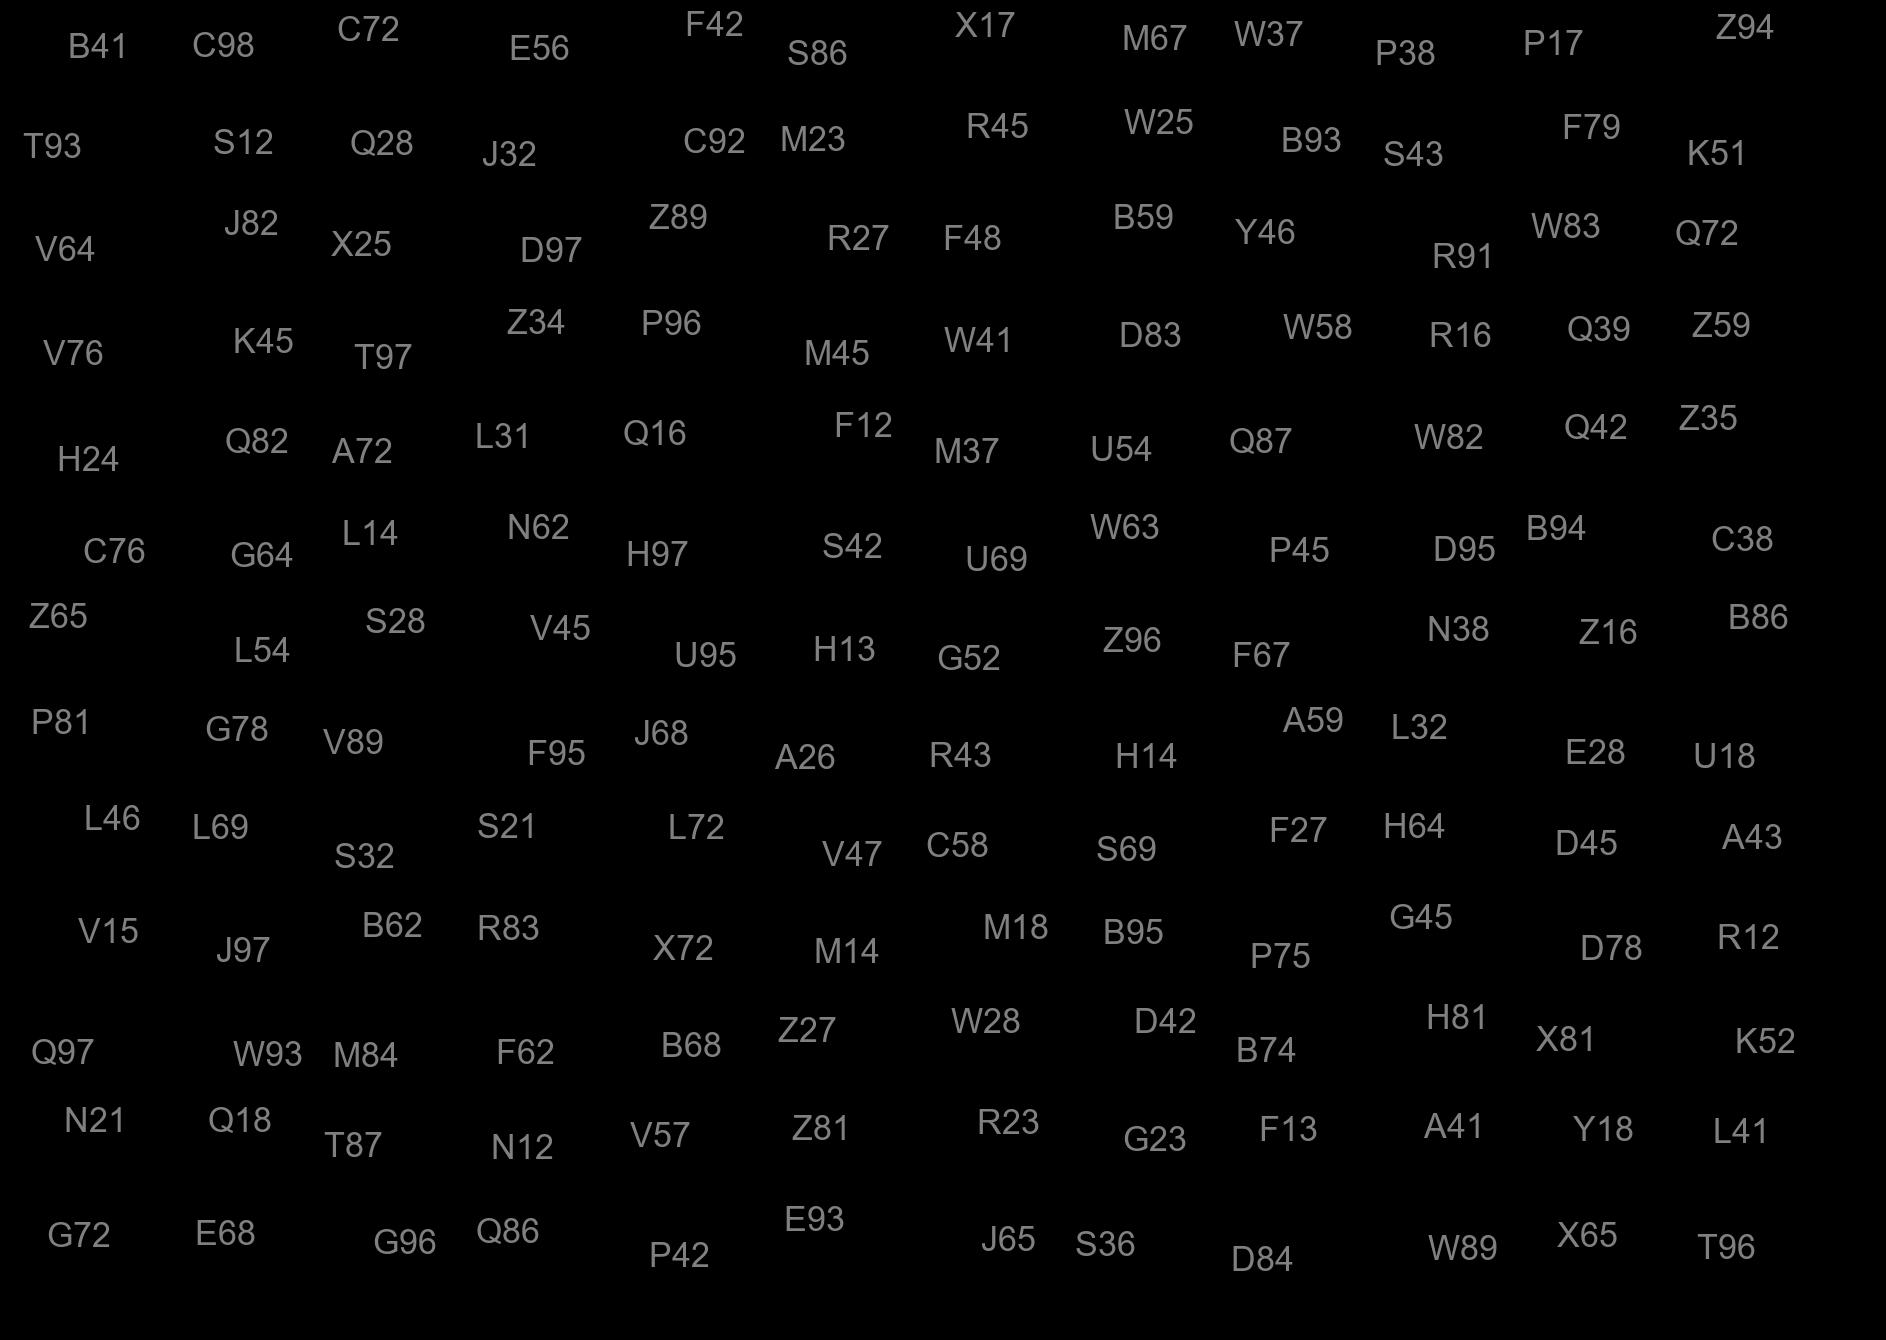 B41 C98 C72 E56 F42 S86 X17 M67 W37 P38 P17 Z94
T93 S12 Q28 J32 C92 M23 R45 W25 B93 S43 F79 K51
V64 J82 X25 D97 Z89 R27 F48 B59 Y46 R91 W83 Q72
V76 K45 T97 Z34 P96 M45 W41 D83 W58 R16 Q39 Z59
H24 Q82 A72 L31 Q16 F12 M37 U54 Q87 W82 Q42 Z35
C76 G64 L14 N62 H97 S42 U69 W63 P45 D95 B94 C38
Z65 L54 S28 V45 U95 H13 G52 Z96 F67 N38 Z16 B86
P81 G78 V89 F95 J68 A26 R43 H14 A59 L32 E28 U18
L46 L69 S32 S21 L72 V47 C58 S69 F27 H64 D45 A43
V15 J97 B62 R83 X72 M14 M18 B95 P75 G45 D78 R12
Q97 W93 M84 F62 B68 Z27 W28 D42 B74 H81 X81 K52
N21 Q18 T87 N12 V57 Z81 R23 G23 F13 A41 Y18 L41
G72 E68 G96 Q86 P42 E93 J65 S36 D84 W89 X65 T96